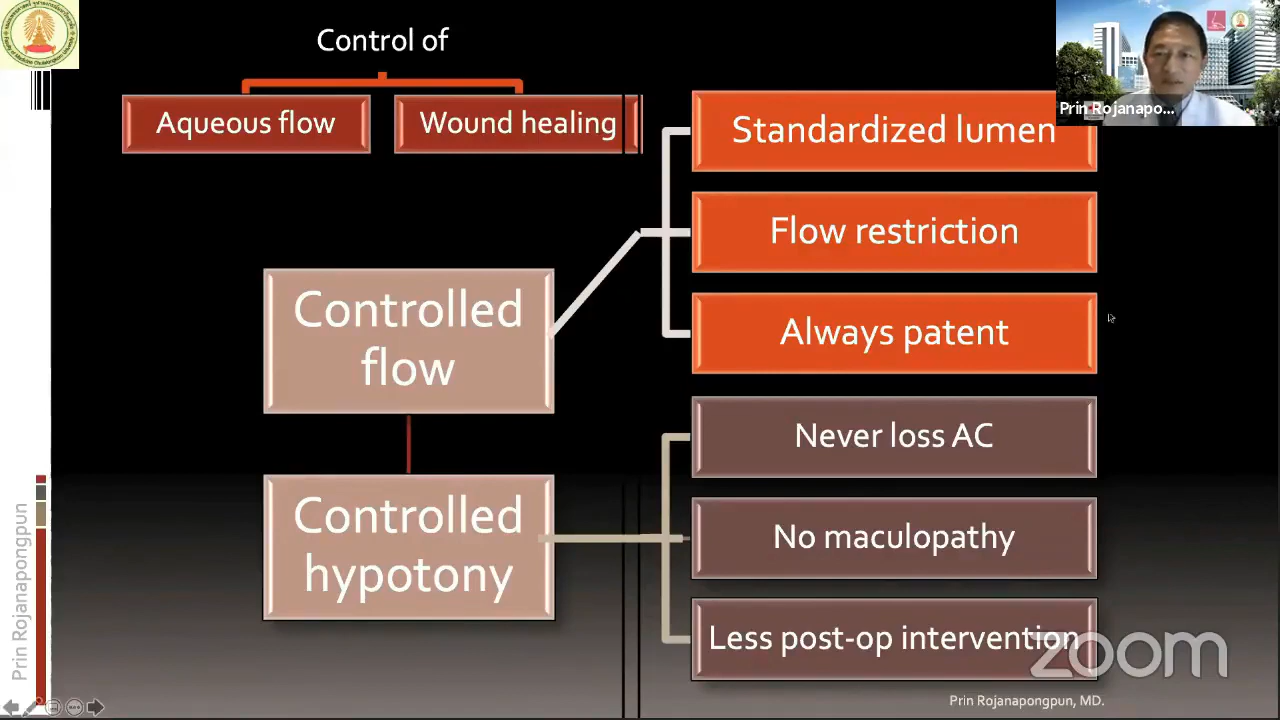 Control of
Aqueous flow
Wound healing
Prin Rojanapo...
Standardized lumen
Flow restriction
Always patent
Controlled
flow
Never loss AC
No maculopathy
Less post-op intervention
Controlled
hypotony
zoom
Prin Rojanapongpun
Prin Rojanapongpun, MD.